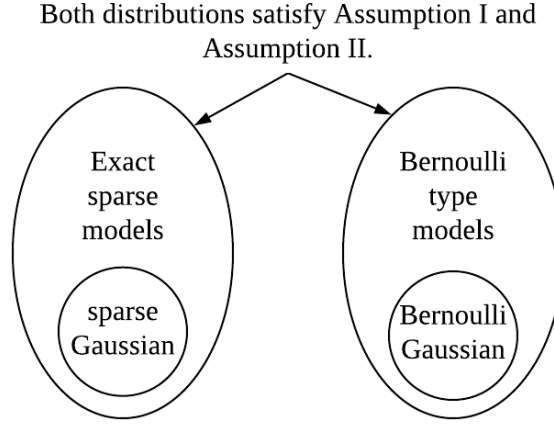 Both distributions satisfy Assumption I and
Assumption II.
Exact
sparse
models
Bernoulli
type
models
sparse
Gaussian
Bernoulli
Gaussian